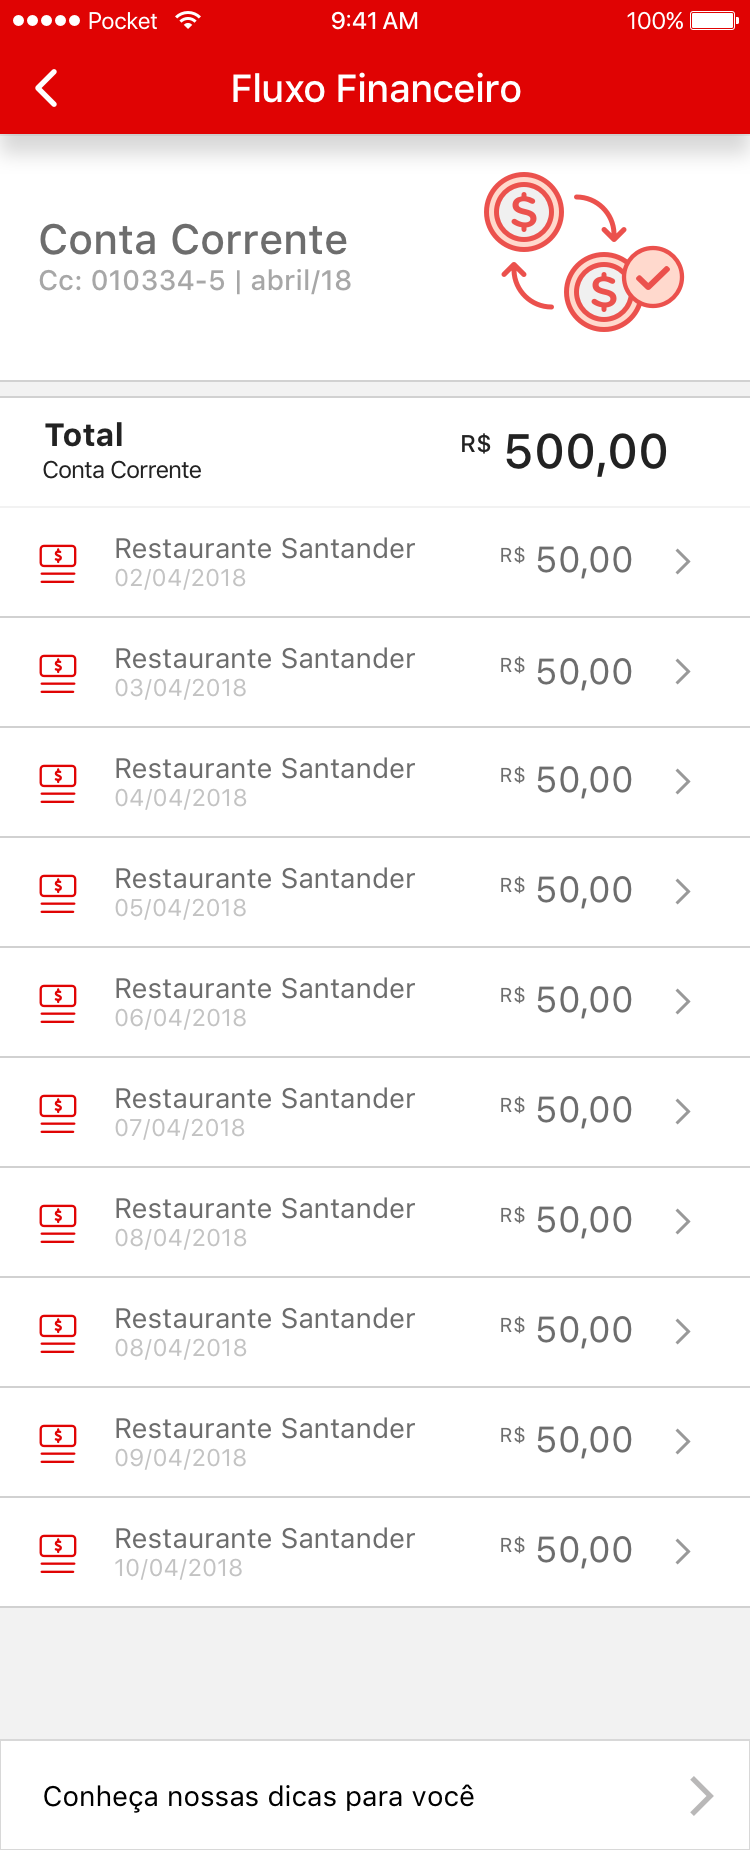 Pocket 9:41 AM 100%
Fluxo Financeiro
Conta Corrente
Cc: 010334-5 | abril/18
Total
Conta Corrente
R$ 500,00
Restaurante Santander
02/04/2018
R$ 50,00
Restaurante Santander
03/04/2018
R$ 50,00
Restaurante Santander
04/04/2018
R$ 50,00
Restaurante Santander
05/04/2018
R$ 50,00
Restaurante Santander
06/04/2018
R$ 50,00
Restaurante Santander
07/04/2018
R$ 50,00
Restaurante Santander
08/04/2018
R$ 50,00
Restaurante Santander
08/04/2018
R$ 50,00
Restaurante Santander
09/04/2018
R$ 50,00
Restaurante Santander
10/04/2018
R$ 50,00
Conheça nossas dicas para você